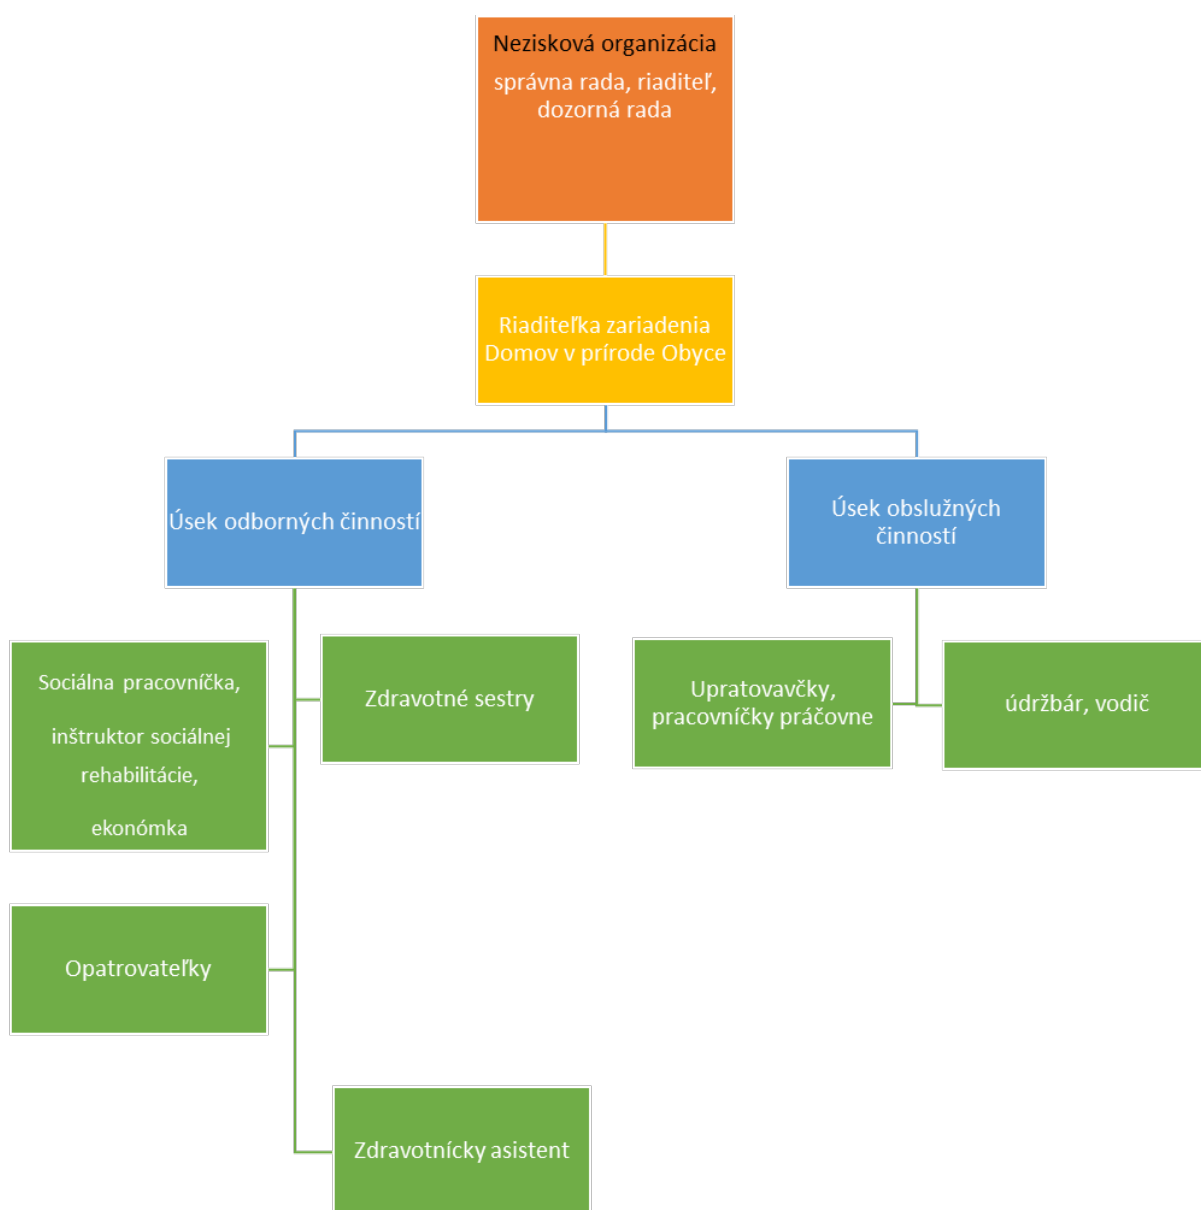 Nezisková organizácia
správna rada, riaditeľ,
dozorná rada
Riaditeľka zariadenia
Domov v prírode Obyce
Úsek odborných činností
Úsek obslužných
činností
Sociálna pracovníčka,
inštruktor sociálnej
rehabilitácie,
ekonómka
Zdravotné sestry
Upratovavčky,
pracovníčky práčovne
údržbár, vodič
Opatrovateľky
Zdravotnícky asistent